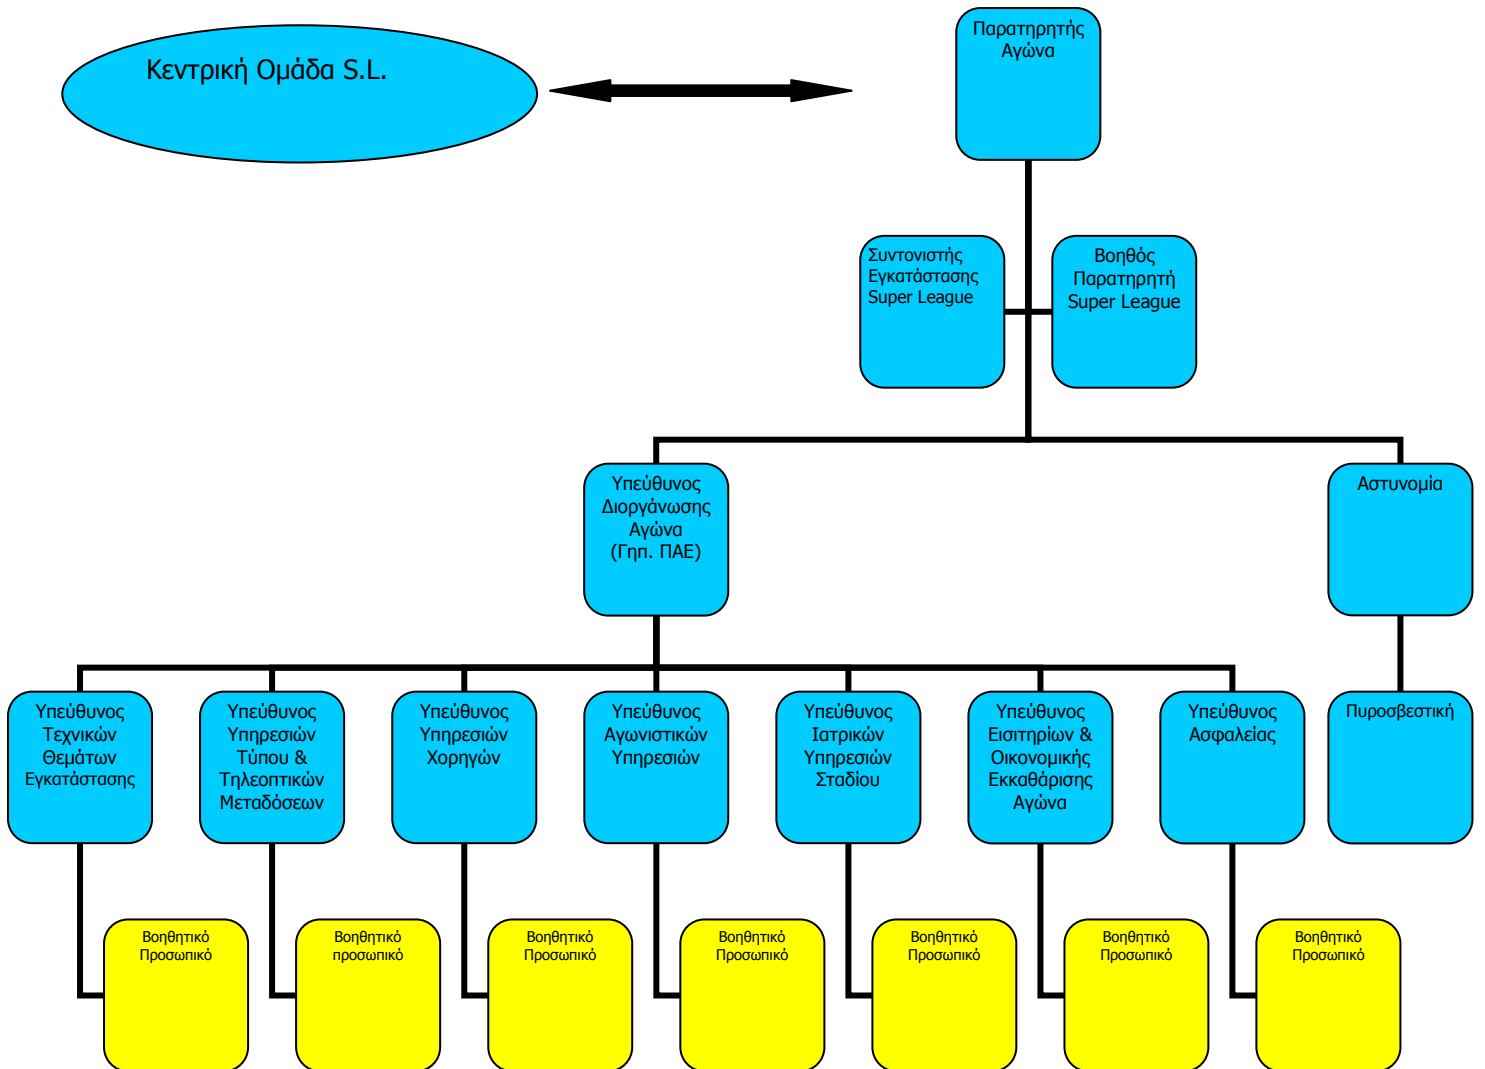 Κεντρική Ομάδα S.L.
Παρατηρητής
Αγώνα
Συντονιστής
Εγκατάστασης
Super League
Βοηθός
Παρατηρητή
Super League
Υπεύθυνος
Διοργάνωσης
Αγώνα
(Γηπ. ΠΑΕ)
Αστυνομία
Υπεύθυνος
Τεχνικών
Θεμάτων
Εγκατάστασης
Υπεύθυνος
Υπηρεσιών
Τύπου &
Τηλεοπτικών
Μεταδόσεων
Υπεύθυνος
Υπηρεσιών
Χορηγών
Υπεύθυνος
Αγωνιστικών
Υπηρεσιών
Υπεύθυνος
Ιατρικών
Υπηρεσιών
Σταδίου
Υπεύθυνος
Εισιτηρίων &
Οικονομικής
Εκκαθάρισης
Αγώνα
Υπεύθυνος
Ασφαλείας
Πυροσβεστική
Βοηθητικό
Προσωπικό
Βοηθητικό
προσωπικό
Βοηθητικό
Προσωπικό
Βοηθητικό
Προσωπικό
Βοηθητικό
Προσωπικό
Βοηθητικό
Προσωπικό
Βοηθητικό
Προσωπικό